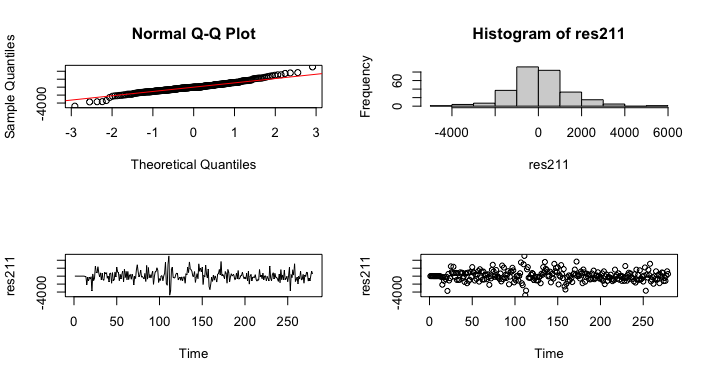 Normal Q-Q Plot
Sample Quantiles
-4000
-3 -2 -1 0 1 2 3
Theoretical Quantiles
Histogram of res211
Frequency
0 60
-4000 0 2000 4000 6000
res211
res211
-4000
0 50 100 150 200 250
Time
res211
-4000
0 50 100 150 200 250
Time